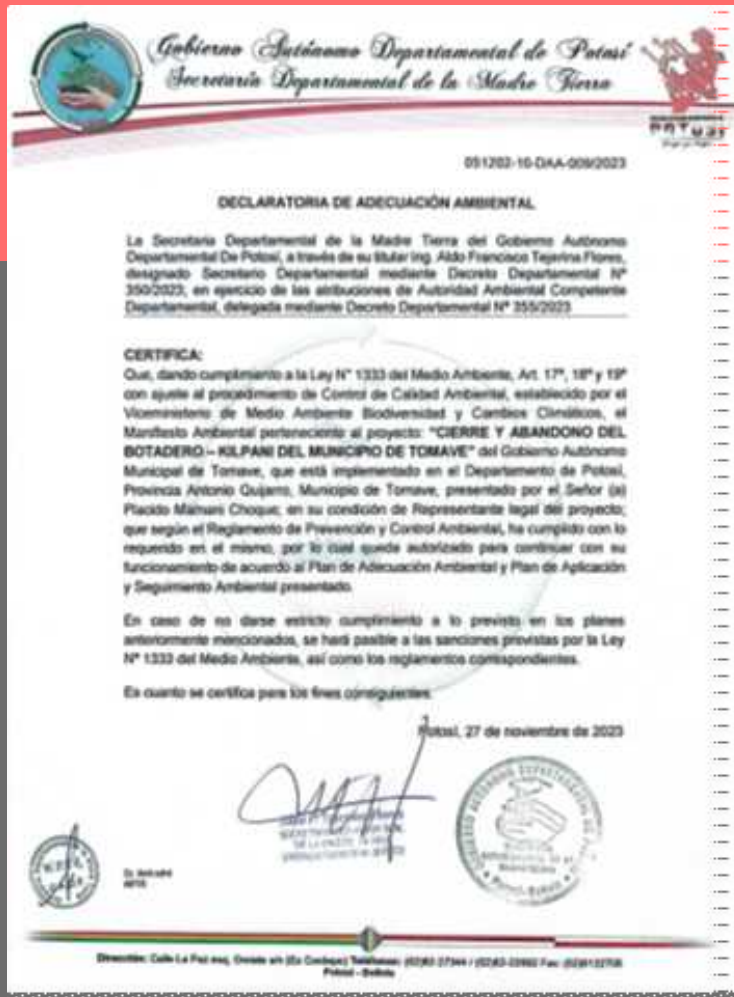 Gobierno Autónomo Departamental de Potosí
Secretaría Departamental de la Madre Tierra
POTOSI
051202-10-DAA-009/2023
DECLARATORIA DE ADECUACIÓN AMBIENTAL
La Secretaria Departamental de la Madre Tierra del Gobierno Autónomo
Departamental De Potosí, a través de su titular Ing. Aldo Francisco Tejerina Flores,
designado Secretario Departamental mediante Decreto Departamental Nº
350/2023, en ejercicio de las atribuciones de Autoridad Ambiental Competente
Departamental, delegada mediante Decreto Departamental Nº 355/2023
CERTIFICA:
Que, dando cumplimiento a la Ley N° 1333 del Medio Ambiente, Art. 17º, 18º y 19º
con ajuste al procedimiento de Control de Calidad Ambiental, establecido por el
Viceministerio de Medio Ambiente Biodiversidad y Cambios Climáticos, el
Manifiesto Ambiental perteneciente al proyecto: "CIERRE Y ABANDONO DEL
BOTADERO – KILPANI DEL MUNICIPIO DE TOMAVE" del Gobierno Autónomo
Municipal de Tomave, que está implementado en el Departamento de Potosí,
Provincia Antonio Quijarro, Municipio de Tomave, presentado por el Señor (a)
Placido Mamani Choque; en su condición de Representante legal del proyecto;
que según el Reglamento de Prevención y Control Ambiental, ha cumplido con lo
requerido en el mismo, por lo cual queda autorizado para continuar con su
funcionamiento de acuerdo al Plan de Adecuación Ambiental y Plan de Aplicación
y Seguimiento Ambiental presentado.
En caso de no darse estricto cumplimiento a lo previsto en los planes
anteriormente mencionados, se hará pasible a las sanciones previstas por la Ley
Nº 1333 del Medio Ambiente, así como los reglamentos correspondientes.
Es cuanto se certifica para los fines consiguientes
Potosí, 27 de noviembre de 2023
Dirección: Calle La Paz esq. Oviedo s/n Teléfonos:
Potosí - Bolivia